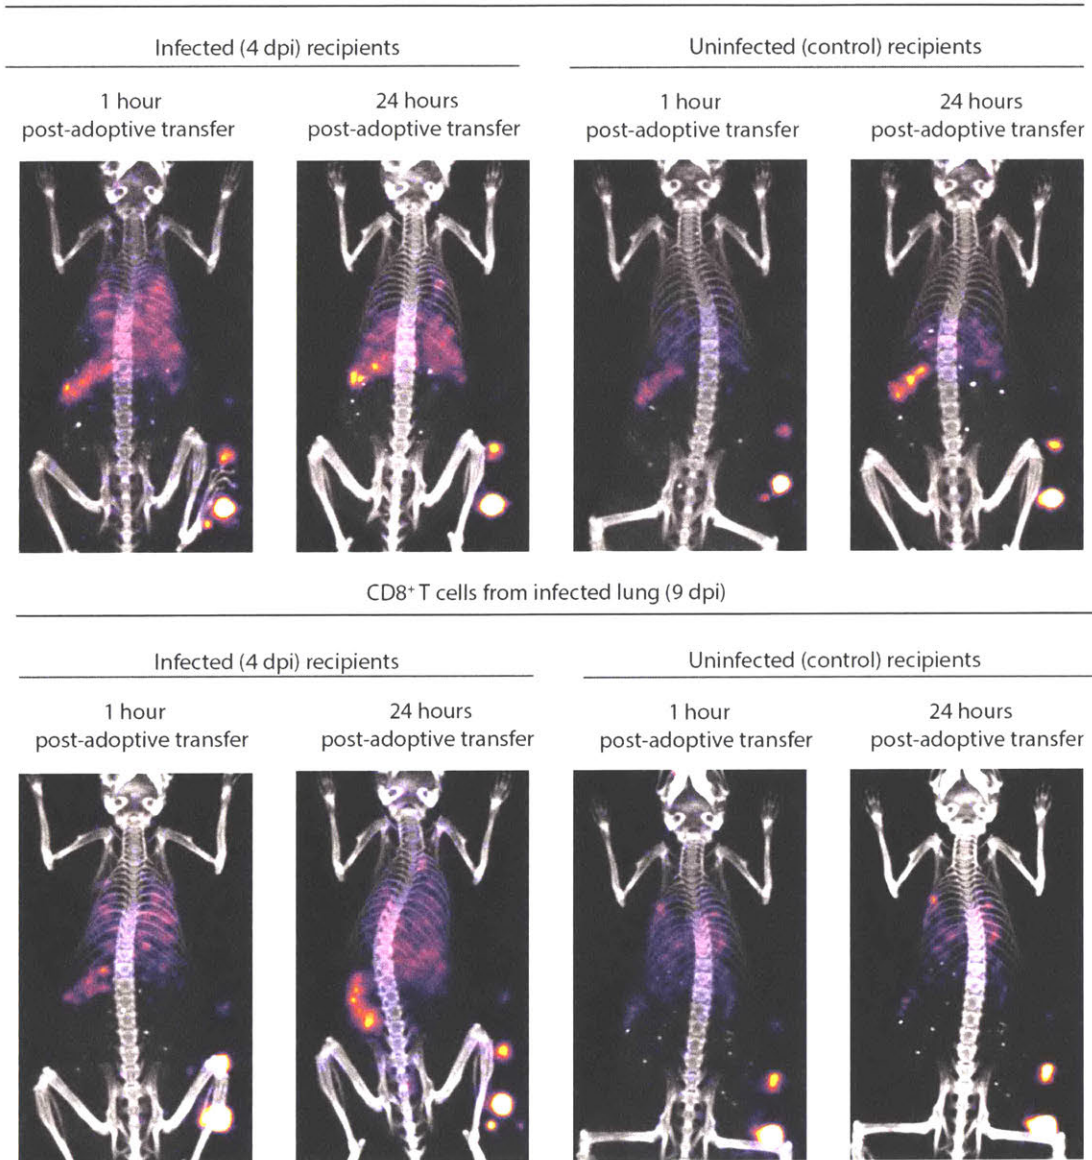 Infected (4 dpi) recipients
Uninfected (control) recipients
1 hour
post-adoptive transfer
24 hours
post-adoptive transfer
1 hour
post-adoptive transfer
24 hours
post-adoptive transfer
CD8⁺ T cells from infected lung (9 dpi)
Infected (4 dpi) recipients
Uninfected (control) recipients
1 hour
post-adoptive transfer
24 hours
post-adoptive transfer
1 hour
post-adoptive transfer
24 hours
post-adoptive transfer